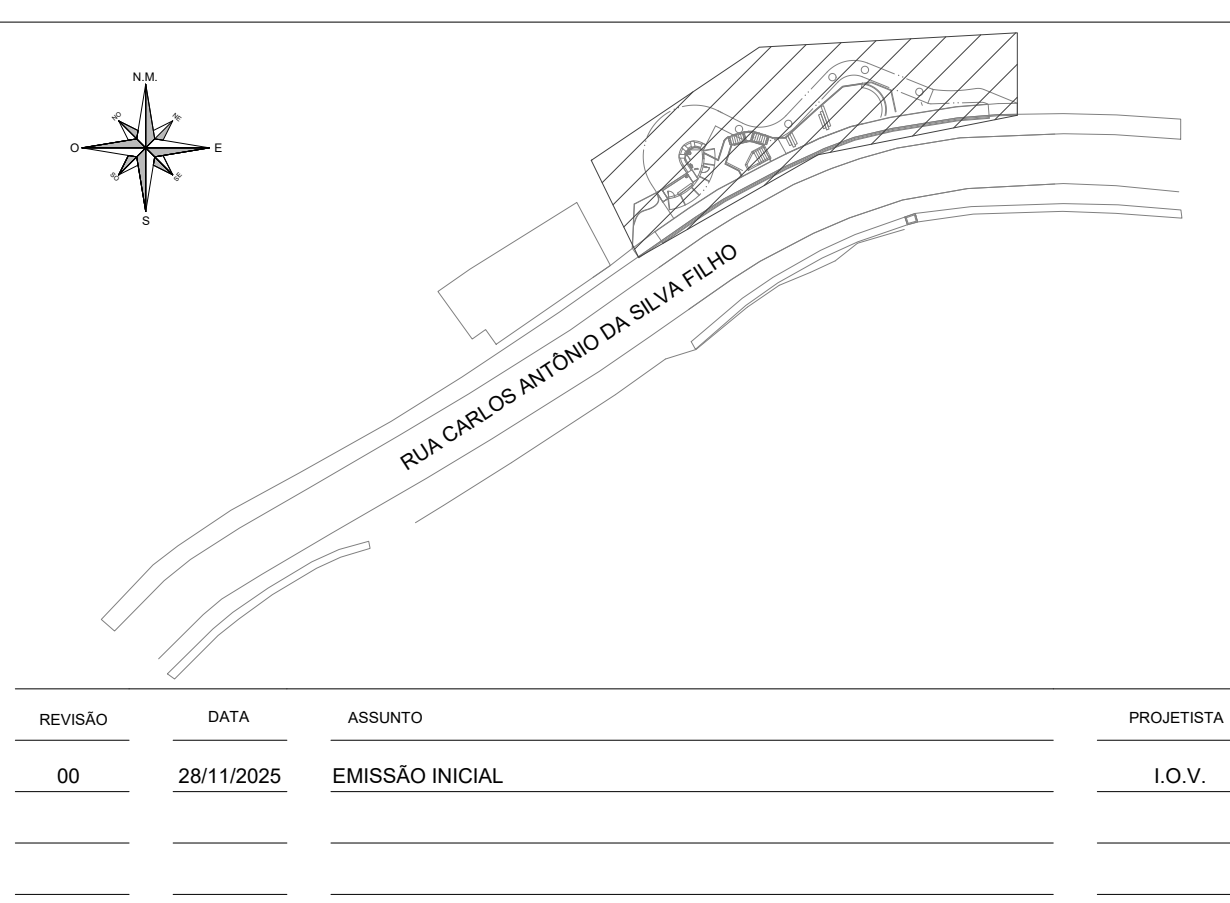 N.M.
NO
NE
O
E
SO
SE
S
RUA CARLOS ANTÔNIO DA SILVA FILHO
REVISÃO DATA ASSUNTO PROJETISTA
00 28/11/2025 EMISSÃO INICIAL I.O.V.